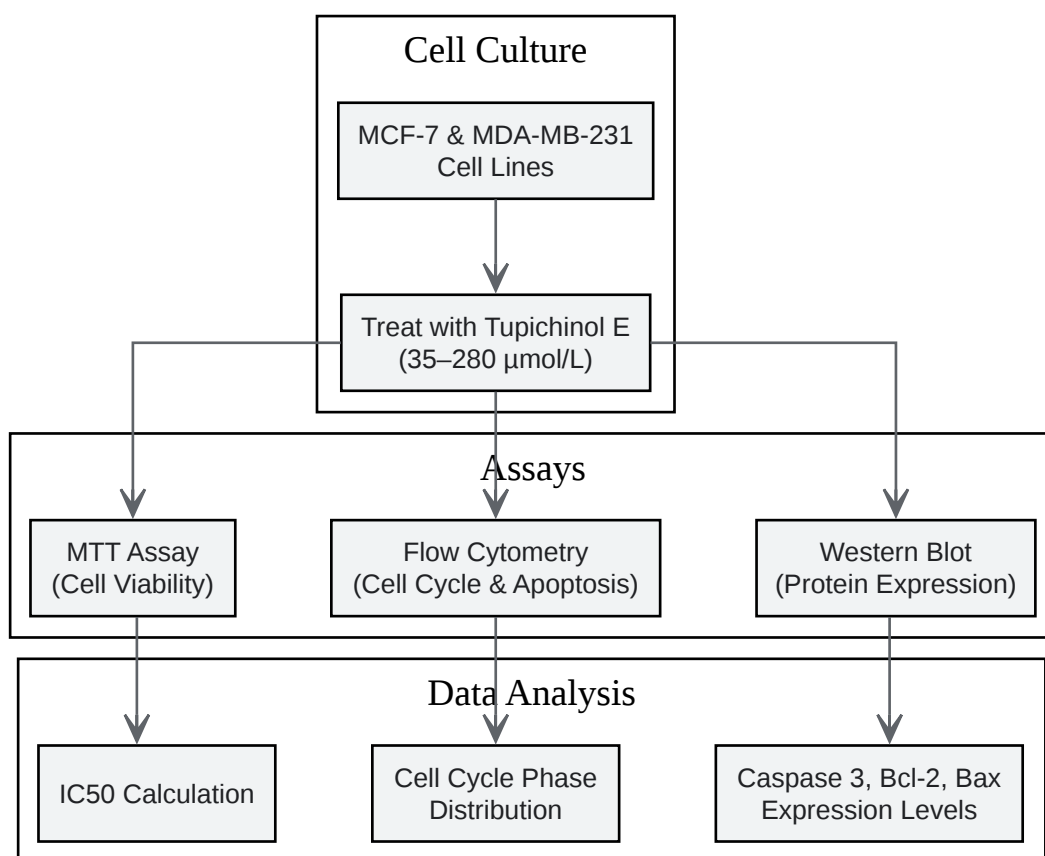 Cell Culture
MCF-7 & MDA-MB-231
Cell Lines
Treat with Tupichinol E
(35–280 µmol/L)
Assays
MTT Assay
(Cell Viability)
Flow Cytometry
(Cell Cycle & Apoptosis)
Western Blot
(Protein Expression)
Data Analysis
IC50 Calculation
Cell Cycle Phase
Distribution
Caspase 3, Bcl-2, Bax
Expression Levels